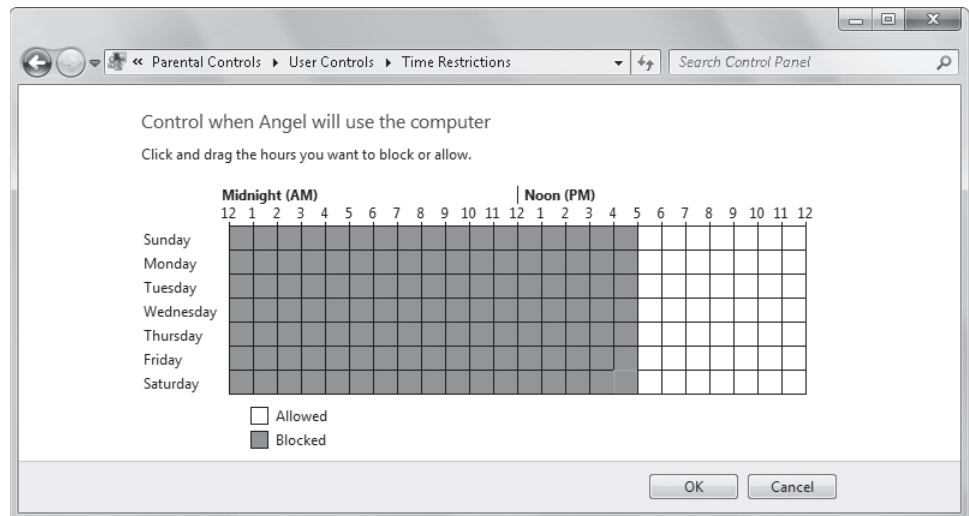 « Parental Controls ▸ User Controls ▸ Time Restrictions
Search Control Panel
Control when Angel will use the computer
Click and drag the hours you want to block or allow.
Midnight (AM) Noon (PM)
12 1 2 3 4 5 6 7 8 9 10 11 12 1 2 3 4 5 6 7 8 9 10 11 12
Sunday
Monday
Tuesday
Wednesday
Thursday
Friday
Saturday
Allowed
Blocked
OK Cancel